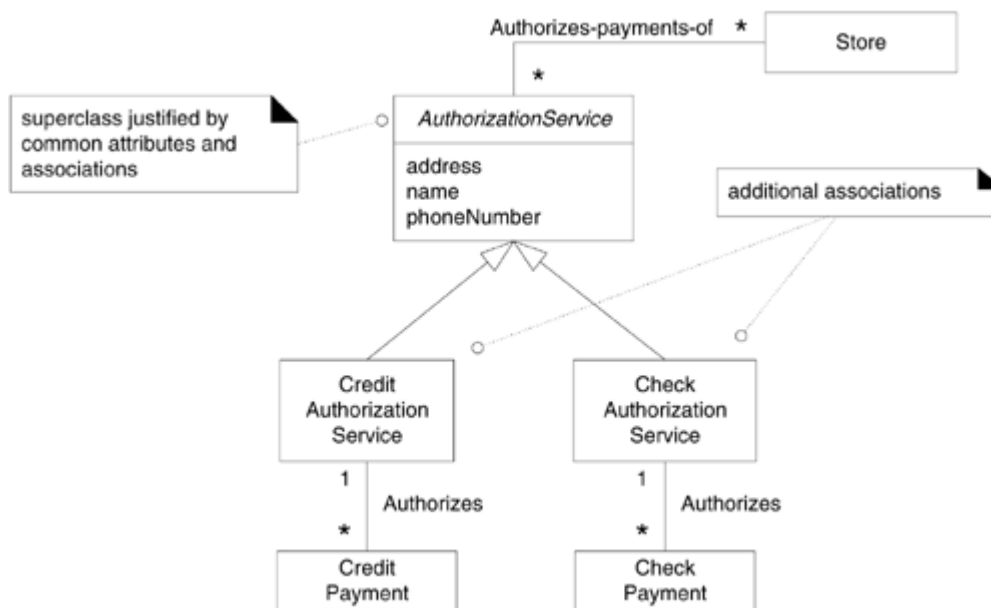 Authorizes-payments-of *
Store
*
superclass justified by
common attributes and
associations
AuthorizationService
address
name
phoneNumber
additional associations
Credit
Authorization
Service
Check
Authorization
Service
1
Authorizes
*
1
Authorizes
*
Credit
Payment
Check
Payment